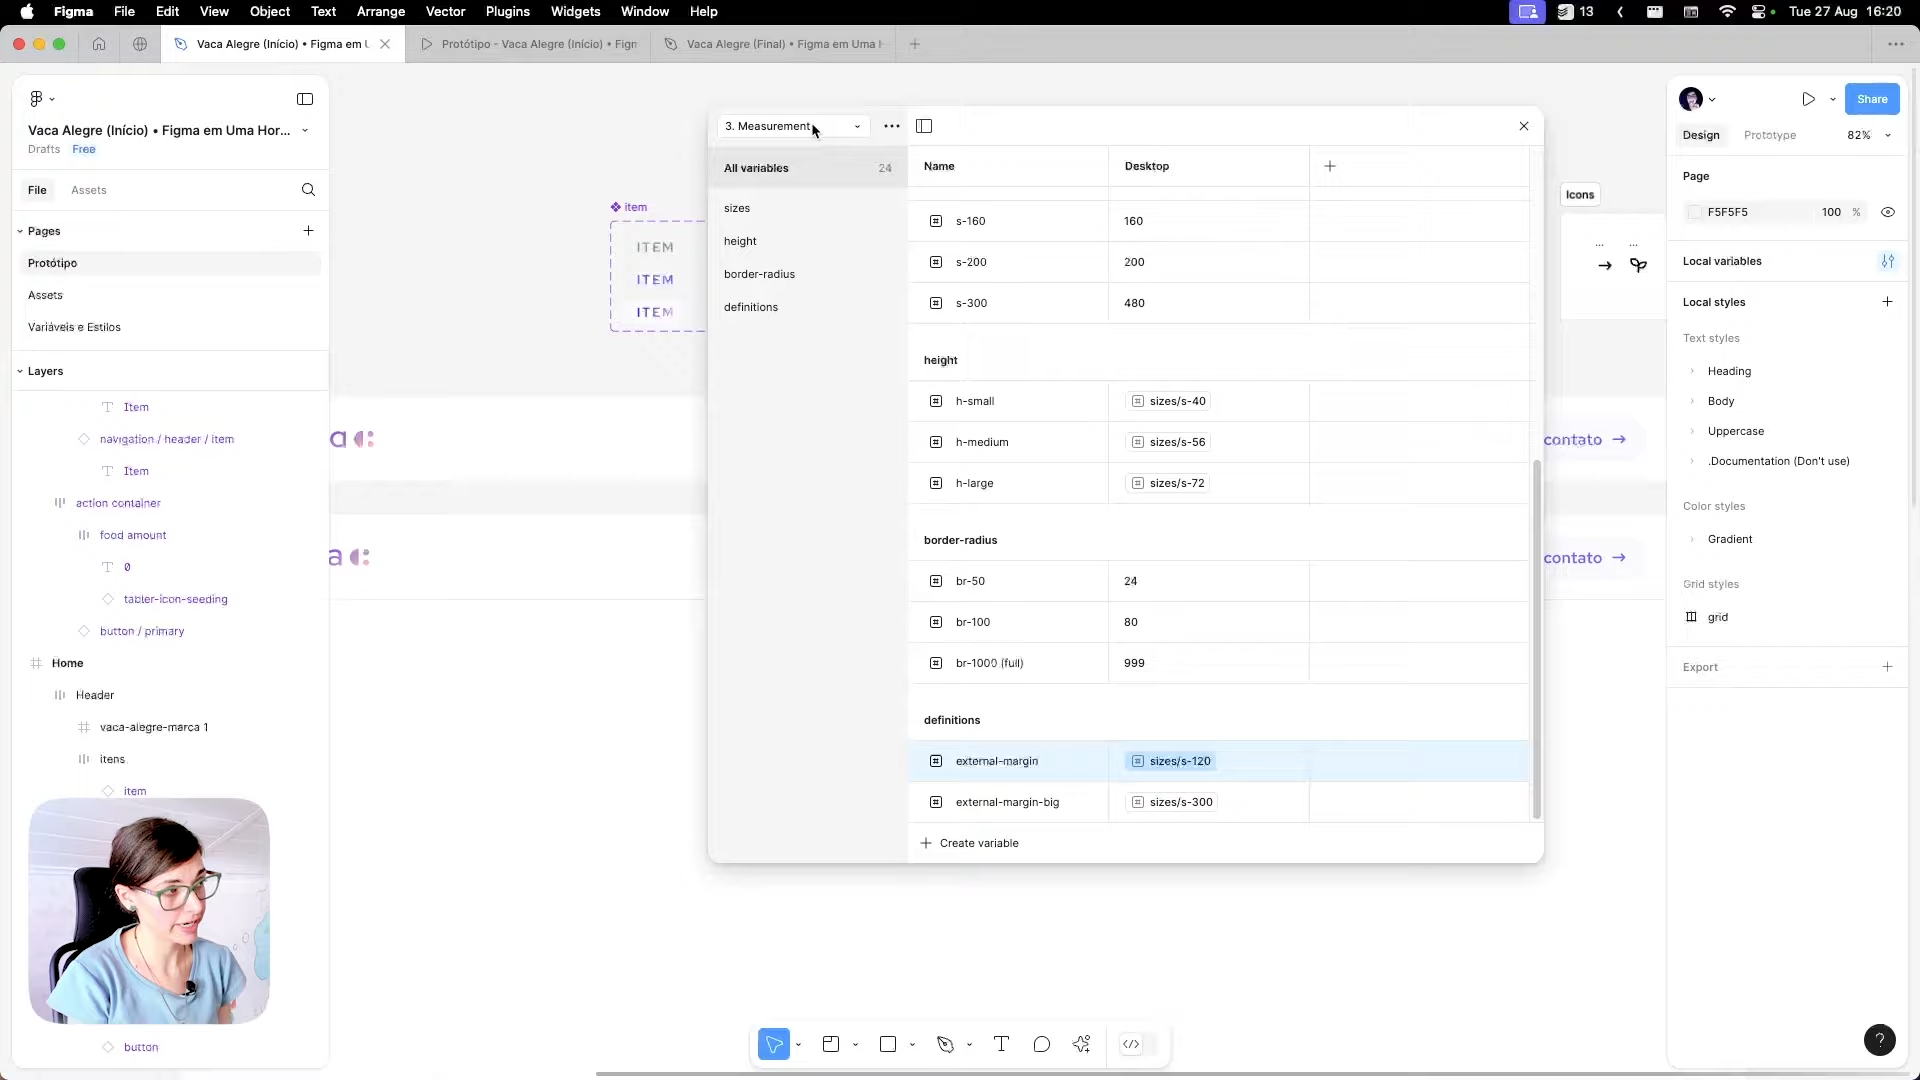 Figma File Edit View Object Text Arrange Vector Plugins Widgets Window Help
13 Tue 27 Aug 16:20
Vaca Alegre (Início) • Figma em U
Protótipo - Vaca Alegre (Início) • Figm
Vaca Alegre (Final) • Figma em Uma H
Vaca Alegre (Início) • Figma em Uma Hor...
Drafts Free
File Assets
Pages
Protótipo
Assets
Variáveis e Estilos
Layers
Item
navigation / header / item
Item
action container
food amount
0
tabler-icon-seeding
button / primary
Home
Header
vaca-alegre-marca 1
itens
item
button
item
ITEM
ITEM
ITEM
a
a
3. Measurement
All variables 24
sizes
height
border-radius
definitions
Name Desktop
s-160 160
s-200 200
s-300 480
height
h-small sizes/s-40
h-medium sizes/s-56
h-large sizes/s-72
border-radius
br-50 24
br-100 80
br-1000 (full) 999
definitions
external-margin sizes/s-120
external-margin-big sizes/s-300
Create variable
Icons
... ...
contato
contato
Share
Design Prototype 82%
Page
F5F5F5 100 %
Local variables
Local styles
Text styles
Heading
Body
Uppercase
.Documentation (Don't use)
Color styles
Gradient
Grid styles
grid
Export
?